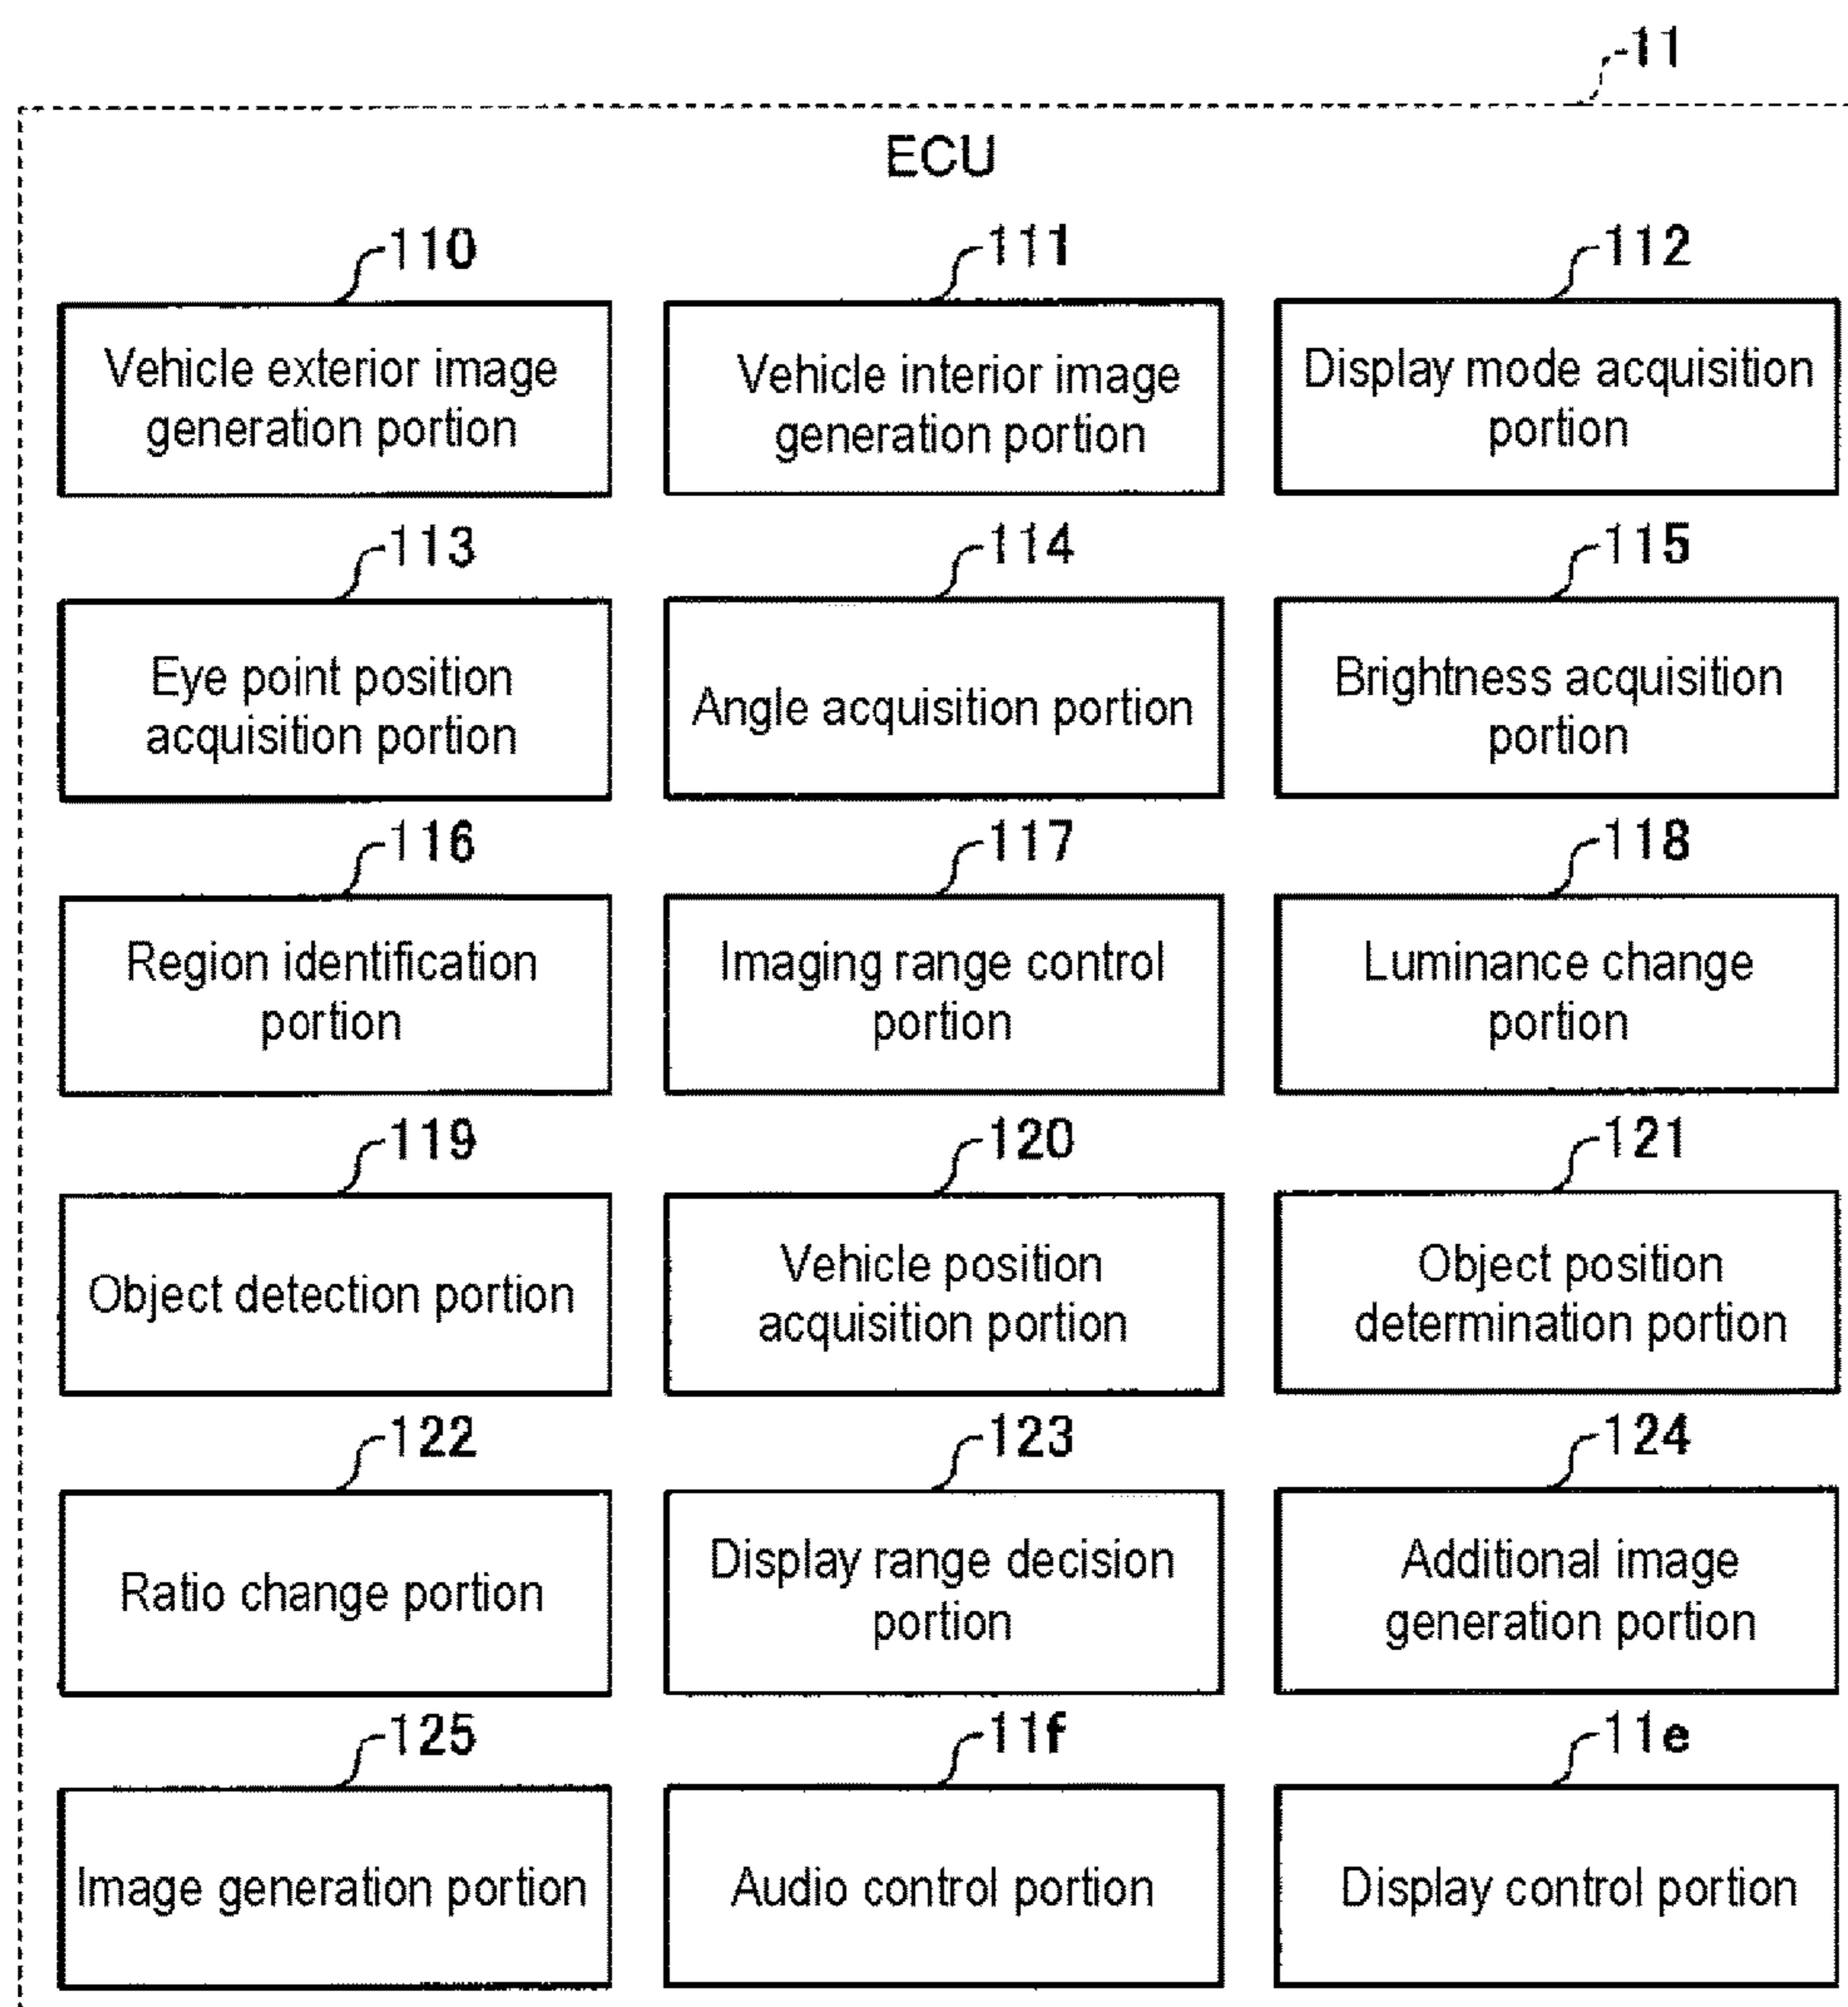 11
ECU
110
Vehicle exterior image
generation portion
111
Vehicle interior image
generation portion
112
Display mode acquisition
portion
113
Eye point position
acquisition portion
114
Angle acquisition portion
115
Brightness acquisition
portion
116
Region identification
portion
117
Imaging range control
portion
118
Luminance change
portion
119
Object detection portion
120
Vehicle position
acquisition portion
121
Object position
determination portion
122
Ratio change portion
123
Display range decision
portion
124
Additional image
generation portion
125
Image generation portion
11f
Audio control portion
11e
Display control portion